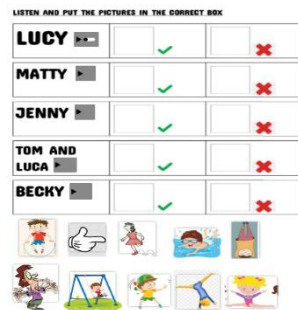 LISTEN AND PUT THE PICTURES IN THE CORRECT BOX
LUCY
MATTY
JENNY
TOM AND
LUCA
BECKY